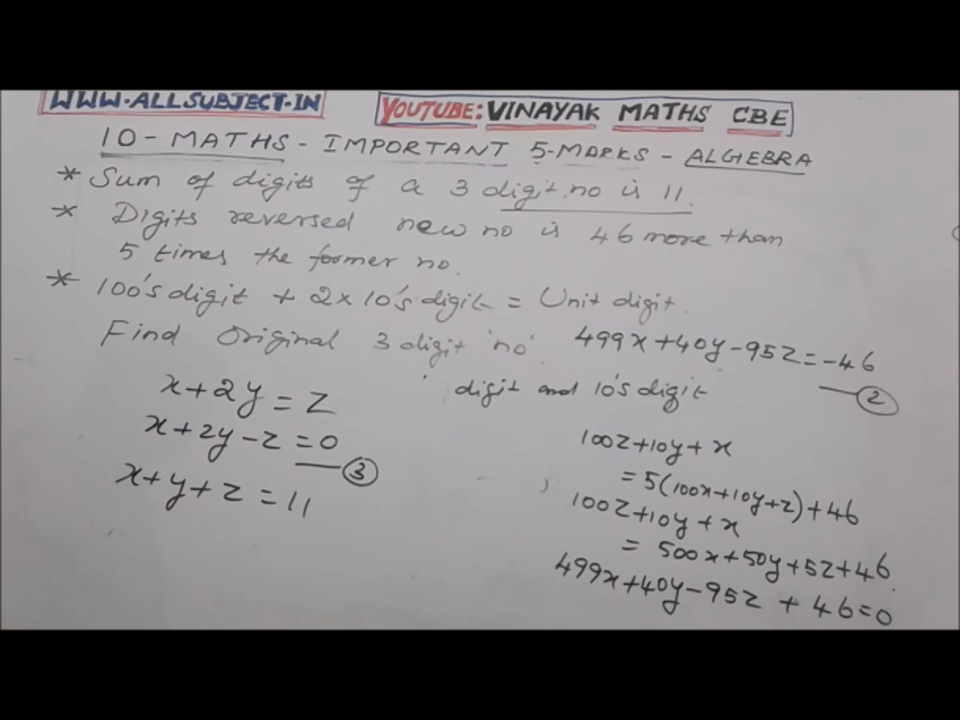 WWW.ALLSUBJECT.IN
YOUTUBE: VINAYAK MATHS CBE
10 - MATHS - IMPORTANT 5-MARKS - ALGEBRA
* Sum of digits of a 3 digit no is 11.
* Digits reversed new no is 46 more than
5 times the former no.
* 100's digit + 2 x 10's digit = Unit digit.
Find Original 3 digit 'no'.
499x+40y-95z=-46
2
digit and 10's digit
x+2y=z
x+2y-z=0
3
x+y+z=11
100z+10y+x
=5(100x+10y+z)+46
100z+10y+x
= 500x+50y+5z+46
499x+40y-95z+46=0